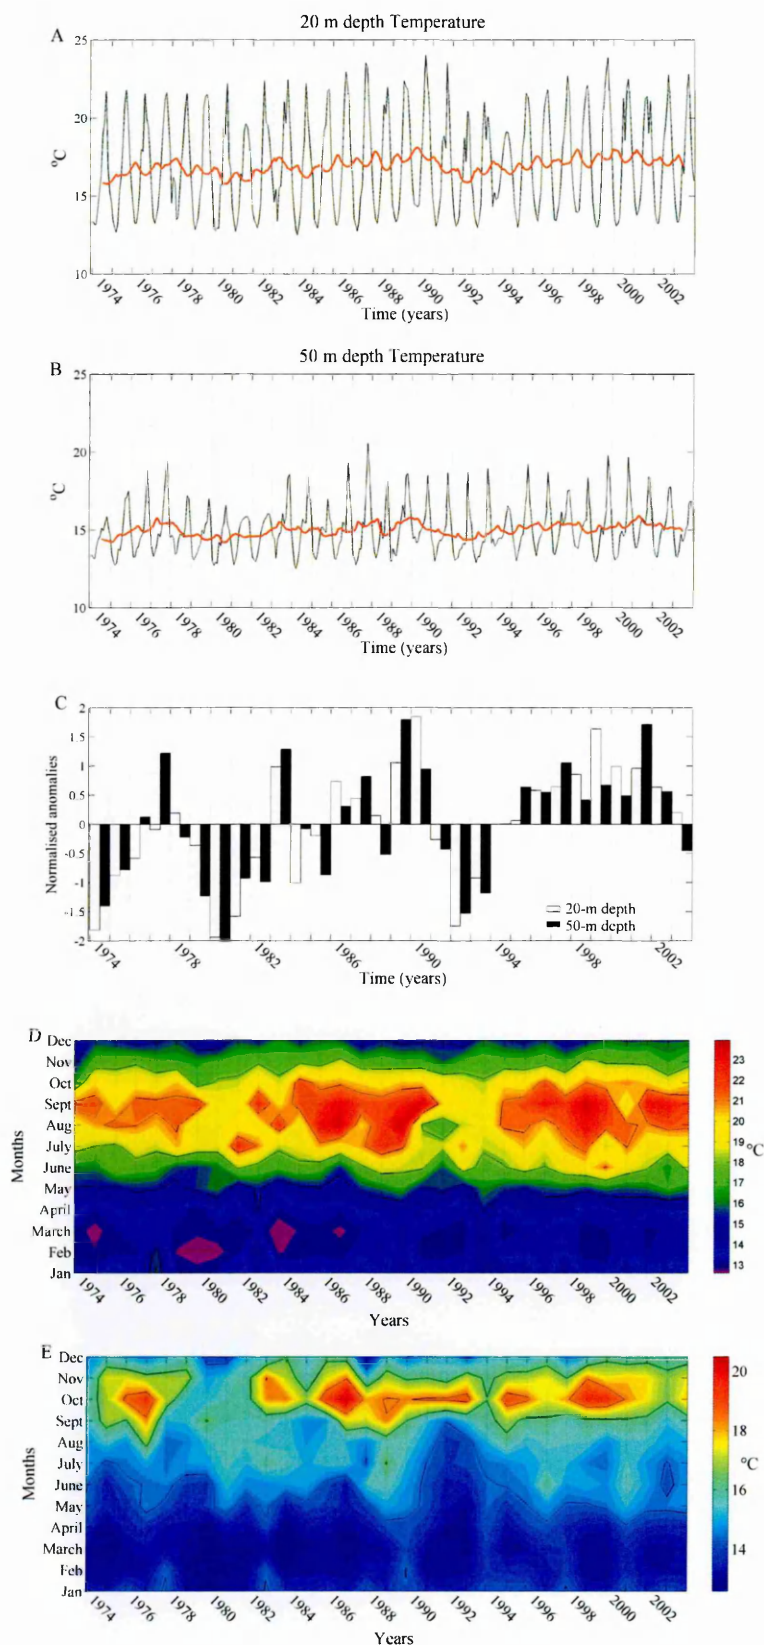 A
20 m depth Temperature
25
20
15
10
°C
1974 1976 1978 1980 1982 1984 1986 1988 1990 1992 1994 1996 1998 2000 2002
Time (years)
B
50 m depth Temperature
25
20
15
10
°C
1974 1976 1978 1980 1982 1984 1986 1988 1990 1992 1994 1996 1998 2000 2002
Time (years)
C
2
1.5
1
0.5
0
-0.5
-1
-1.5
-2
Normalised anomalies
20-m depth
50-m depth
1974 1978 1982 1986 1990 1994 1998 2002
Time (years)
D
Dec
Nov
Oct
Sept
Aug
July
June
May
April
March
Feb
Jan
Months
23
22
21
20
19
18
17
16
15
14
13
°C
1974 1976 1978 1980 1982 1984 1986 1988 1990 1992 1994 1996 1998 2000 2002
Years
E
Dec
Nov
Oct
Sept
Aug
July
June
May
April
March
Feb
Jan
Months
20
18
16
14
°C
1974 1976 1978 1980 1982 1984 1986 1988 1990 1992 1994 1996 1998 2000 2002
Years